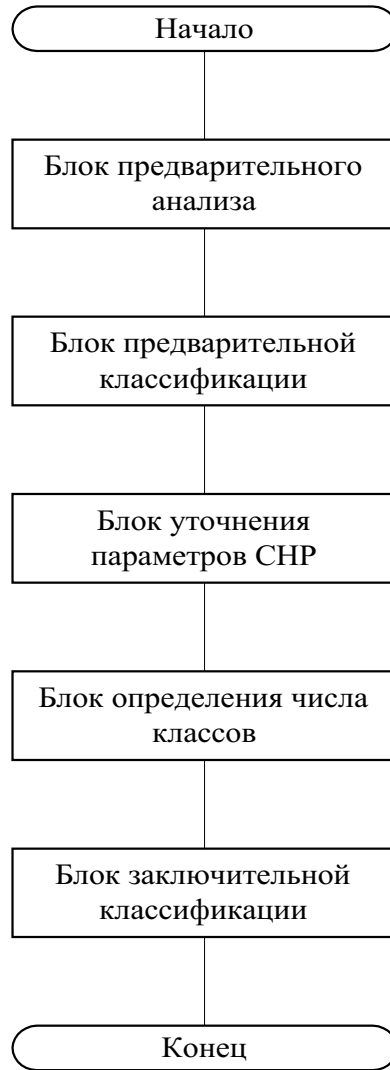 Начало
Блок предварительного
анализа
Блок предварительной
классификации
Блок уточнения
параметров СНР
Блок определения числа
классов
Блок заключительной
классификации
Конец